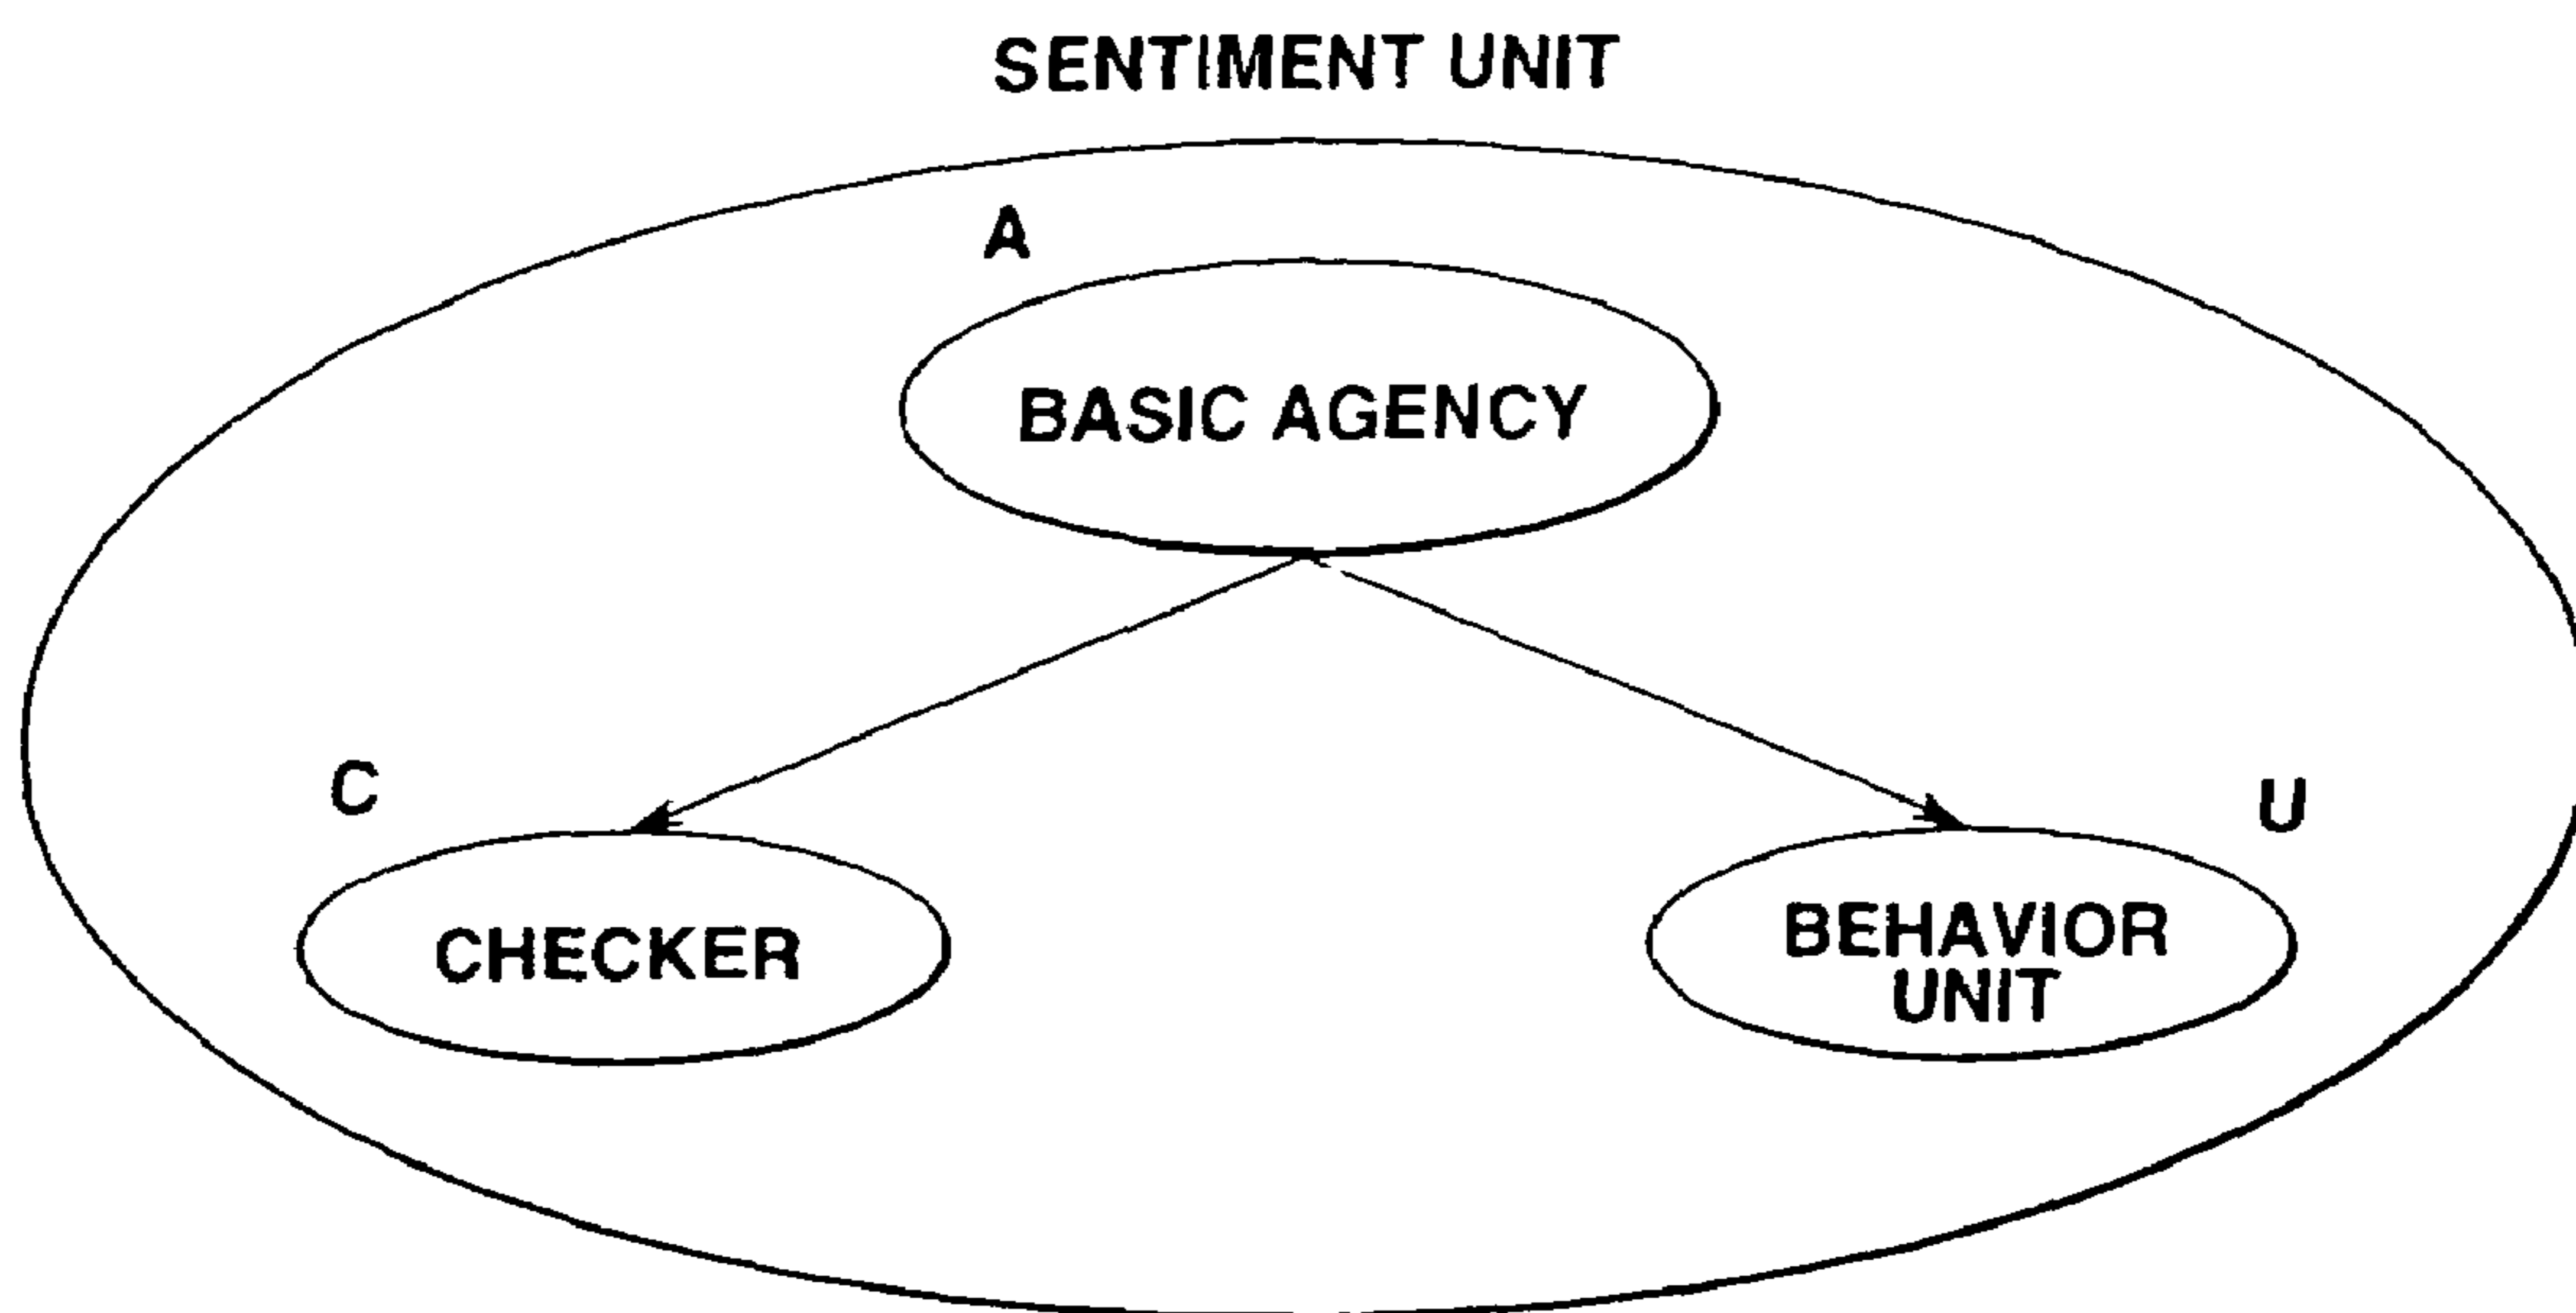 SENTIMENT UNIT
A
BASIC AGENCY
C
U
CHECKER
BEHAVIOR
UNIT